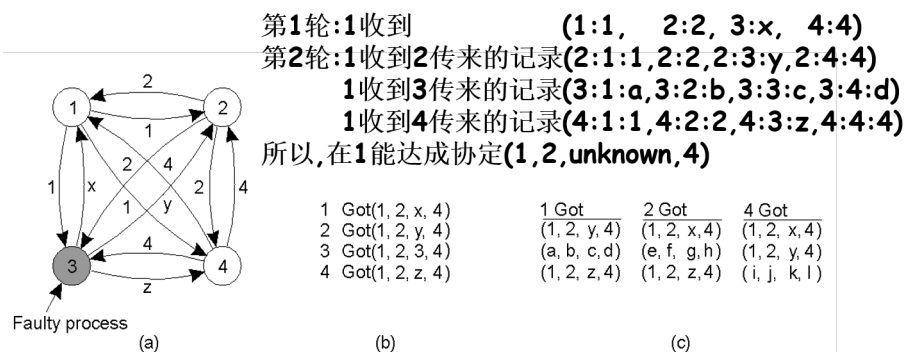 第1轮:1收到 (1:1, 2:2, 3:x, 4:4)
第2轮:1收到2传来的记录(2:1:1,2:2,2:3:y,2:4:4)
1收到3传来的记录(3:1:a,3:2:b,3:3:c,3:4:d)
1收到4传来的记录(4:1:1,4:2:2,4:3:z,4:4:4)
所以,在1能达成协定(1,2,unknown,4)
2
1 2
1
2 4
1 x 2 4
1 y
4
3 4
z
Faulty process
(a)
1 Got(1, 2, x, 4)
2 Got(1, 2, y, 4)
3 Got(1, 2, 3, 4)
4 Got(1, 2, z, 4)
(b)
1 Got 2 Got 4 Got
(1, 2, y, 4) (1, 2, x, 4) (1, 2, x, 4)
(a, b, c, d) (e, f, g, h) (1, 2, y, 4)
(1, 2, z, 4) (1, 2, z, 4) (i, j, k, l)
(c)